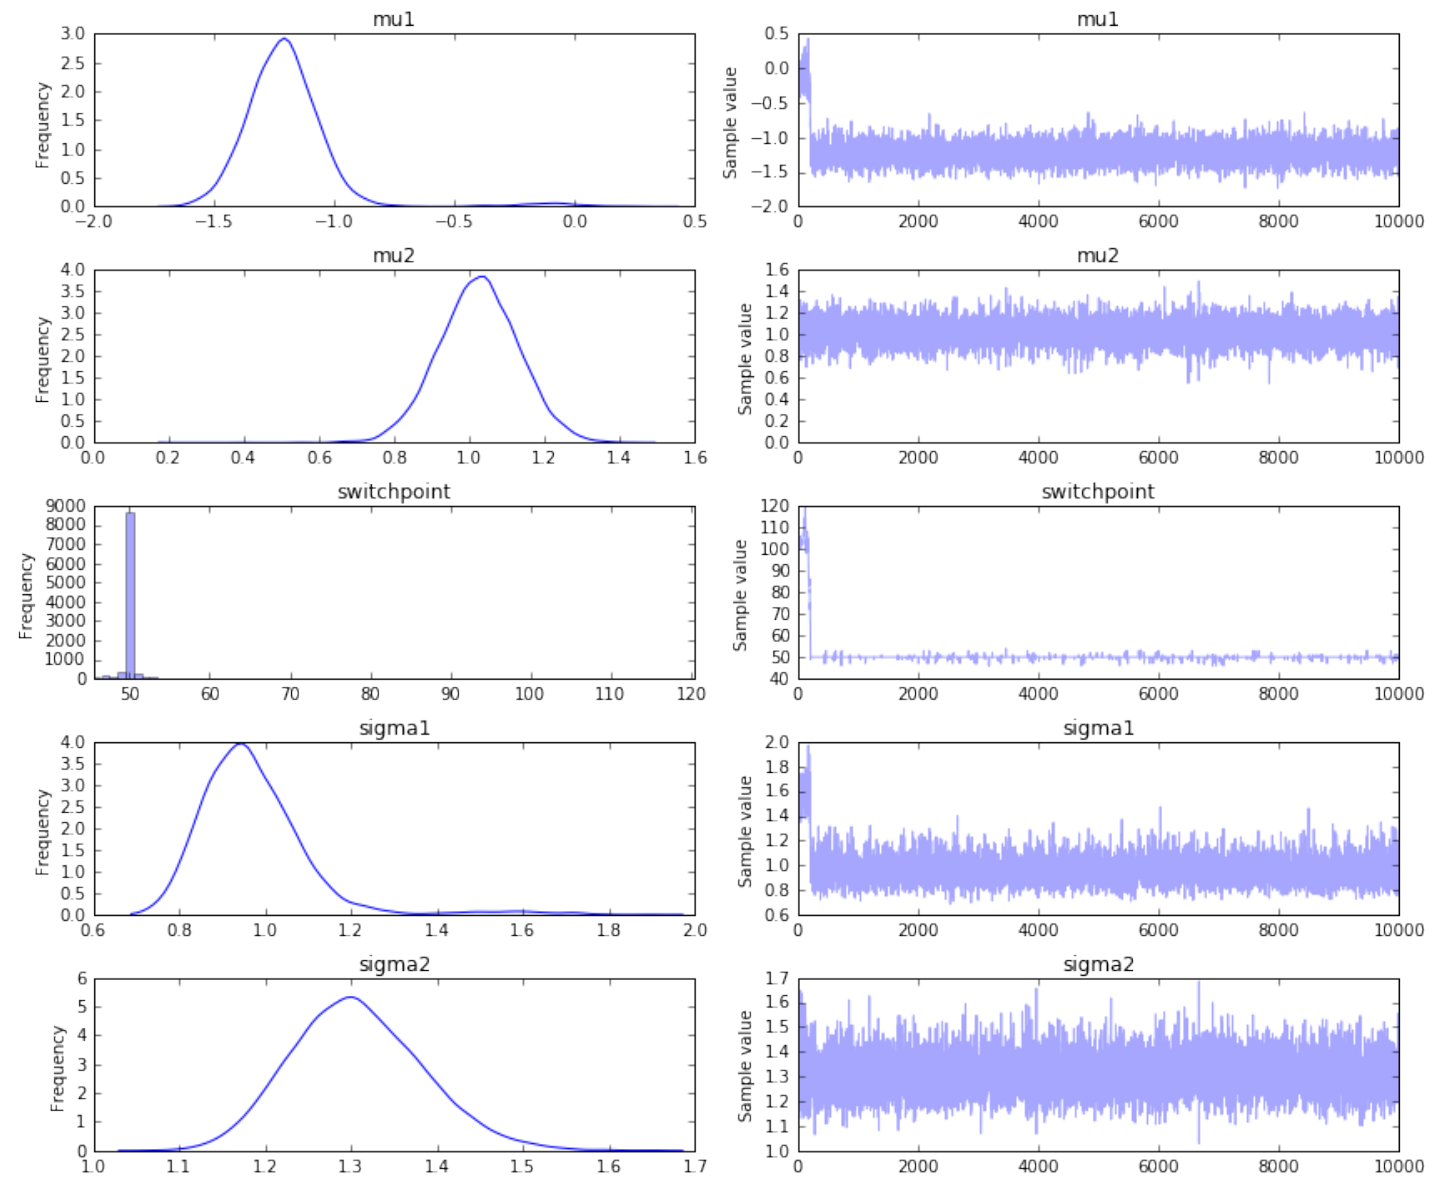 mu1
3.0
2.5
2.0
1.5
1.0
0.5
0.0
Frequency
−2.0 −1.5 −1.0 −0.5 0.0 0.5
mu1
0.5
0.0
−0.5
−1.0
−1.5
−2.0
Sample value
0 2000 4000 6000 8000 10000
mu2
4.0
3.5
3.0
2.5
2.0
1.5
1.0
0.5
0.0
Frequency
0.0 0.2 0.4 0.6 0.8 1.0 1.2 1.4 1.6
mu2
1.6
1.4
1.2
1.0
0.8
0.6
0.4
0.2
0.0
Sample value
0 2000 4000 6000 8000 10000
switchpoint
9000
8000
7000
6000
5000
4000
3000
2000
1000
0
Frequency
50 60 70 80 90 100 110 120
switchpoint
120
110
100
90
80
70
60
50
40
Sample value
0 2000 4000 6000 8000 10000
sigma1
4.0
3.5
3.0
2.5
2.0
1.5
1.0
0.5
0.0
Frequency
0.6 0.8 1.0 1.2 1.4 1.6 1.8 2.0
sigma1
2.0
1.8
1.6
1.4
1.2
1.0
0.8
0.6
Sample value
0 2000 4000 6000 8000 10000
sigma2
6
5
4
3
2
1
0
Frequency
1.0 1.1 1.2 1.3 1.4 1.5 1.6 1.7
sigma2
1.7
1.6
1.5
1.4
1.3
1.2
1.1
1.0
Sample value
0 2000 4000 6000 8000 10000